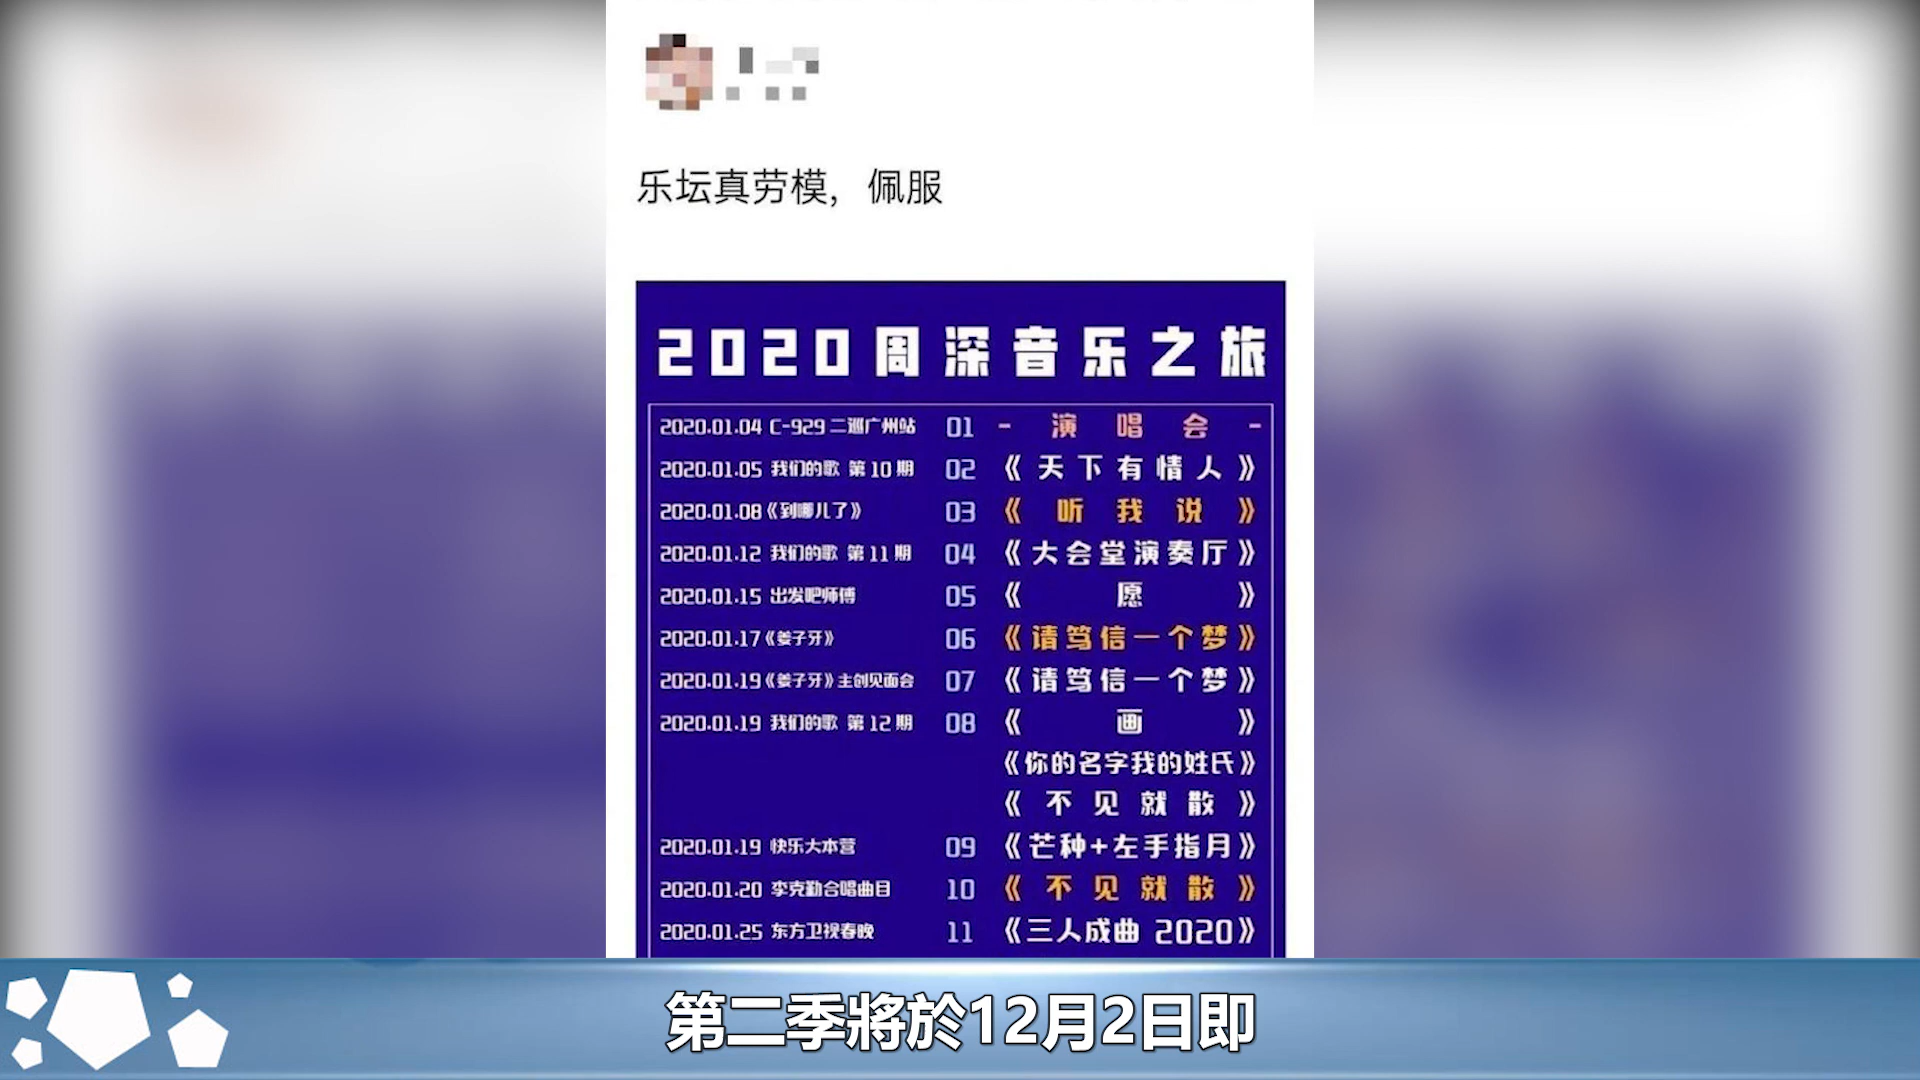 乐坛真劳模，佩服
2020周深音乐之旅
2020.01.04 C-929二巡广州站 01 - 演唱会 -
2020.01.05 我们的歌 第10期 02 《天下有情人》
2020.01.08《到哪儿了》 03 《听我说》
2020.01.12 我们的歌 第11期 04 《大会堂演奏厅》
2020.01.15 出发吧师傅 05 《愿》
2020.01.17《姜子牙》 06 《请笃信一个梦》
2020.01.19《姜子牙》主创见面会 07 《请笃信一个梦》
2020.01.19 我们的歌 第12期 08 《画》
《你的名字我的姓氏》
《不见就散》
2020.01.19 快乐大本营 09 《芒种+左手指月》
2020.01.20 李克勤合唱曲目 10 《不见就散》
2020.01.25 东方卫视春晚 11 《三人成曲 2020》
第二季將於12月2日即